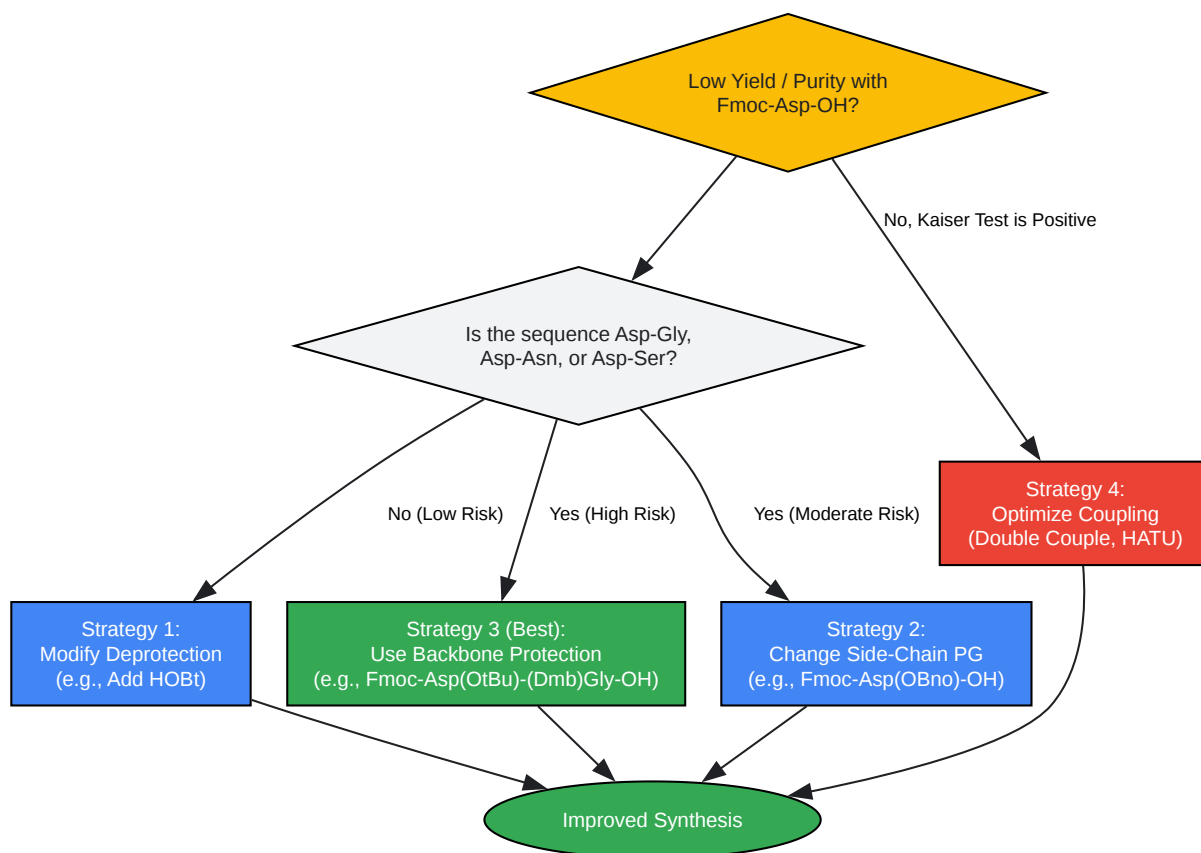 Low Yield / Purity with
Fmoc-Asp-OH?
No, Kaiser Test is Positive
Is the sequence Asp-Gly,
Asp-Asn, or Asp-Ser?
No (Low Risk)
Yes (High Risk)
Yes (Moderate Risk)
Strategy 4:
Optimize Coupling
(Double Couple, HATU)
Strategy 1:
Modify Deprotection
(e.g., Add HOBt)
Strategy 3 (Best):
Use Backbone Protection
(e.g., Fmoc-Asp(OtBu)-(Dmb)Gly-OH)
Strategy 2:
Change Side-Chain PG
(e.g., Fmoc-Asp(OBno)-OH)
Improved Synthesis